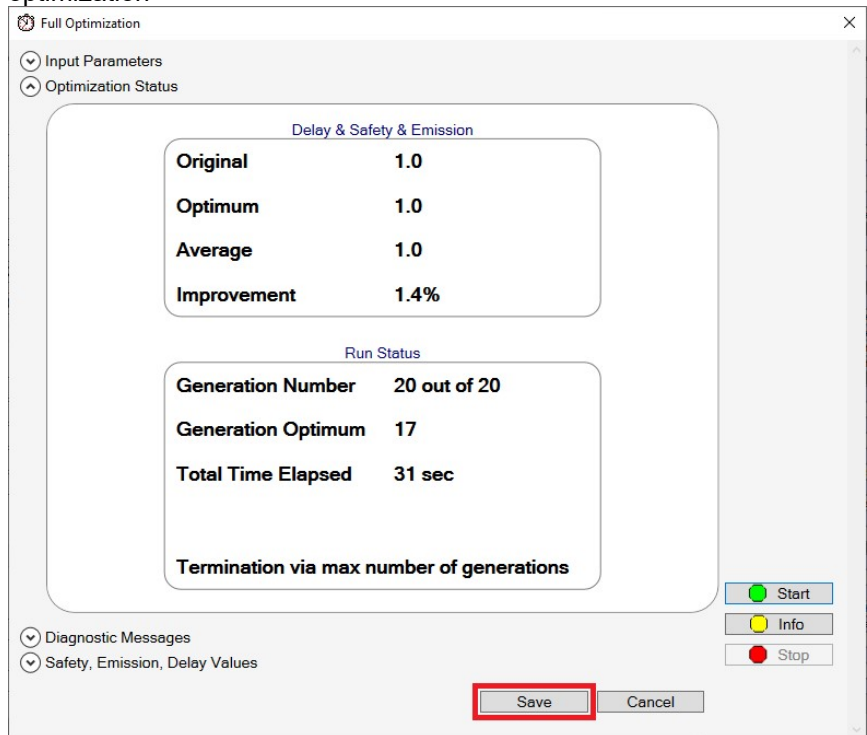 Full Optimization
Input Parameters
Optimization Status
Delay & Safety & Emission
Original 1.0
Optimum 1.0
Average 1.0
Improvement 1.4%
Run Status
Generation Number 20 out of 20
Generation Optimum 17
Total Time Elapsed 31 sec
Termination via max number of generations
Start
Info
Stop
Diagnostic Messages
Safety, Emission, Delay Values
Save Cancel